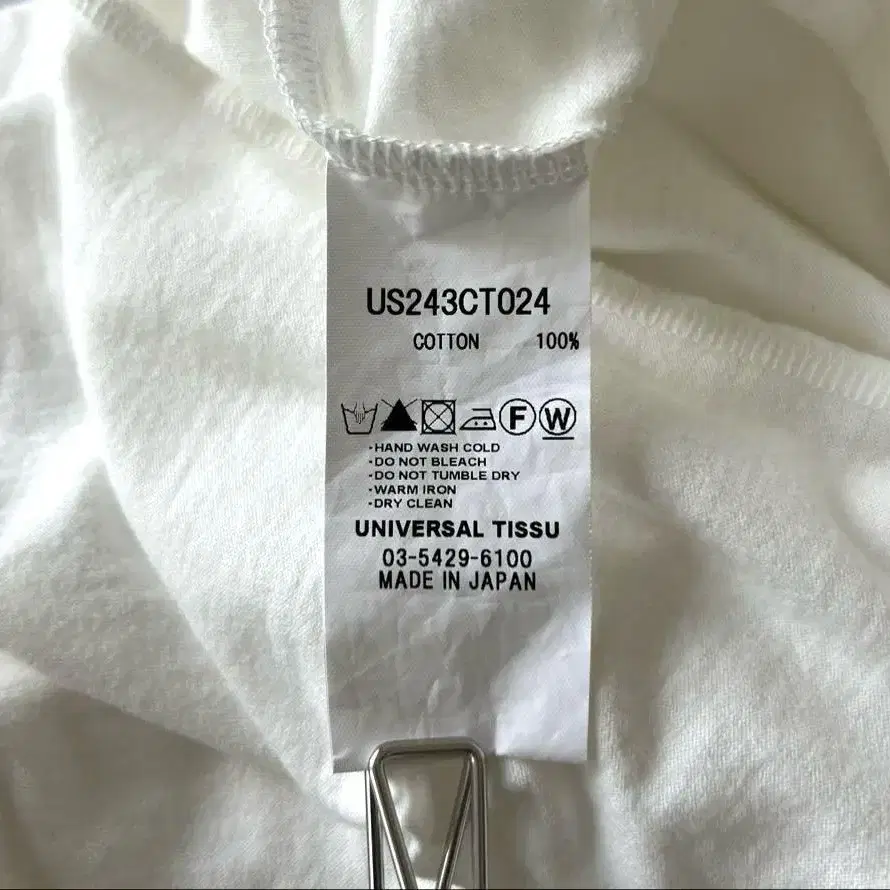 US243CT024
COTTON 100%
F W
-HAND WASH COLD
-DO NOT BLEACH
-DO NOT TUMBLE DRY
-WARM IRON
-DRY CLEAN
UNIVERSAL TISSU
03-5429-6100
MADE IN JAPAN